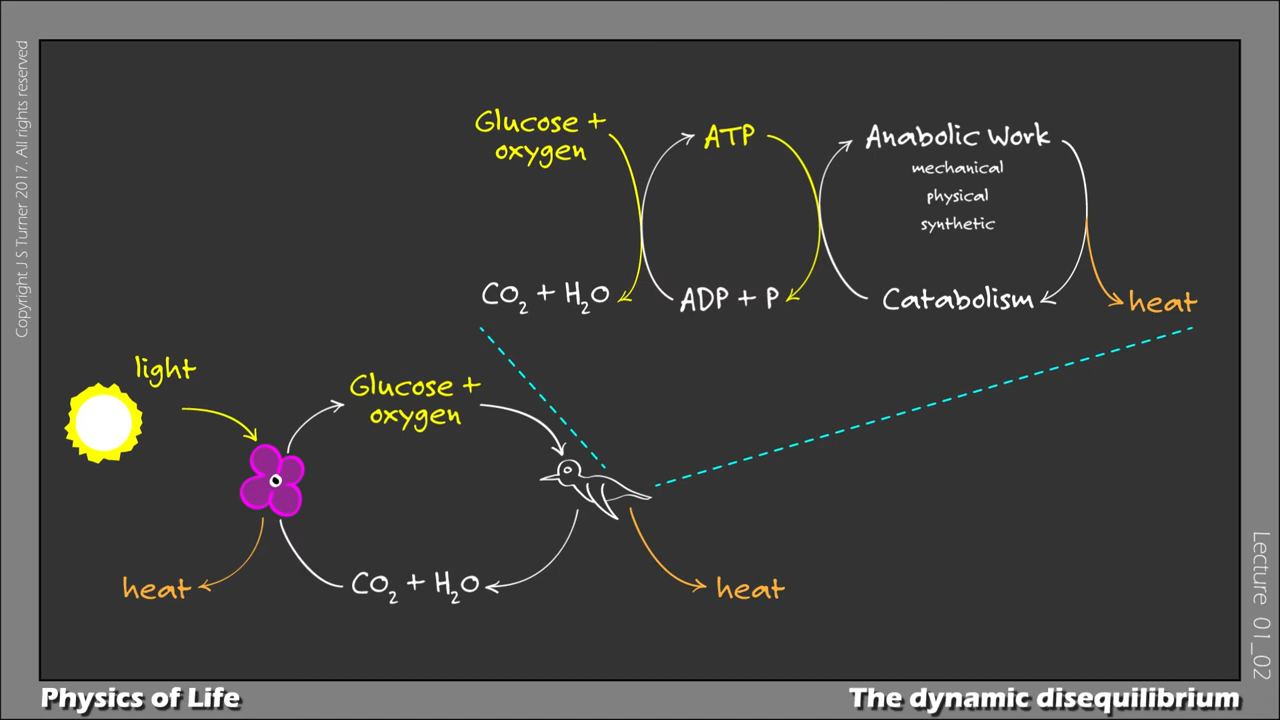 Copyright J S Turner 2017. All rights reserved
Glucose +
oxygen
ATP
Anabolic Work
mechanical
physical
synthetic
CO₂ + H₂O
ADP + P
Catabolism
heat
light
Glucose +
oxygen
heat
CO₂ + H₂O
heat
Lecture 01_02
Physics of Life
The dynamic disequilibrium